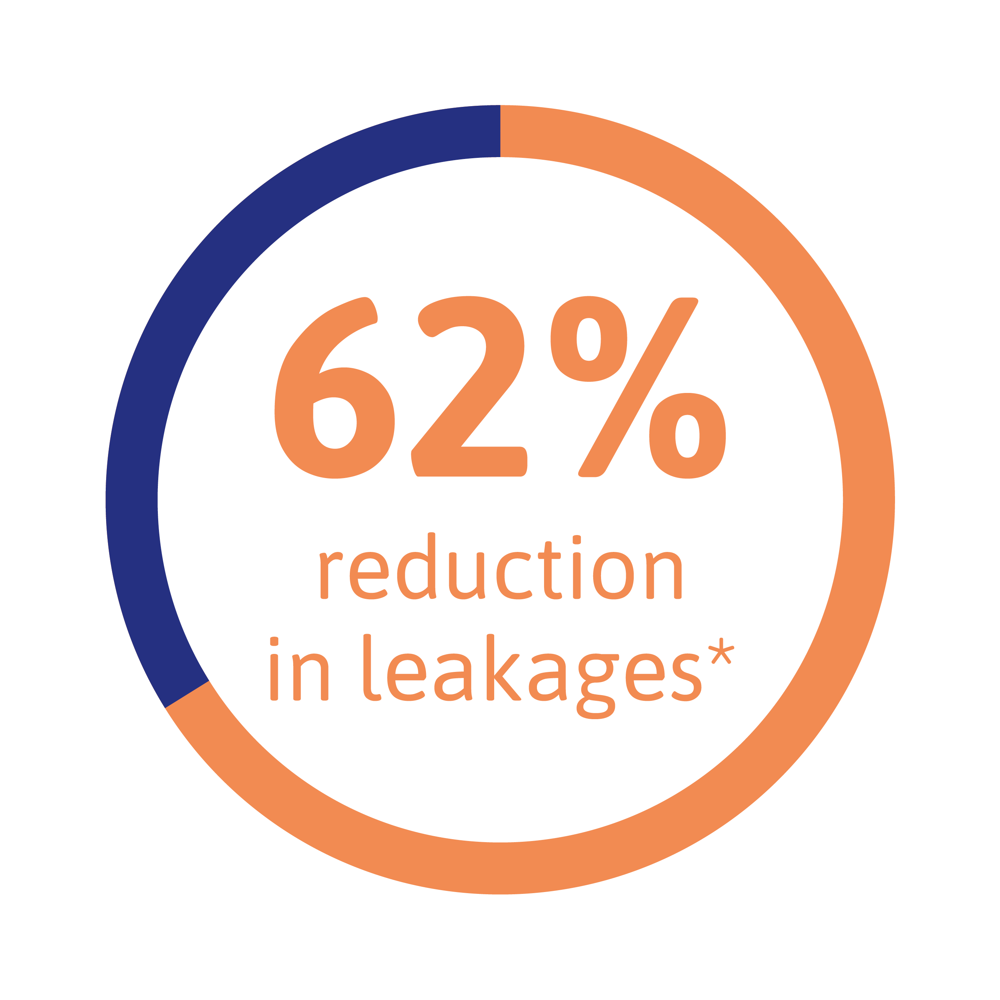 62%
reduction
in leakages*